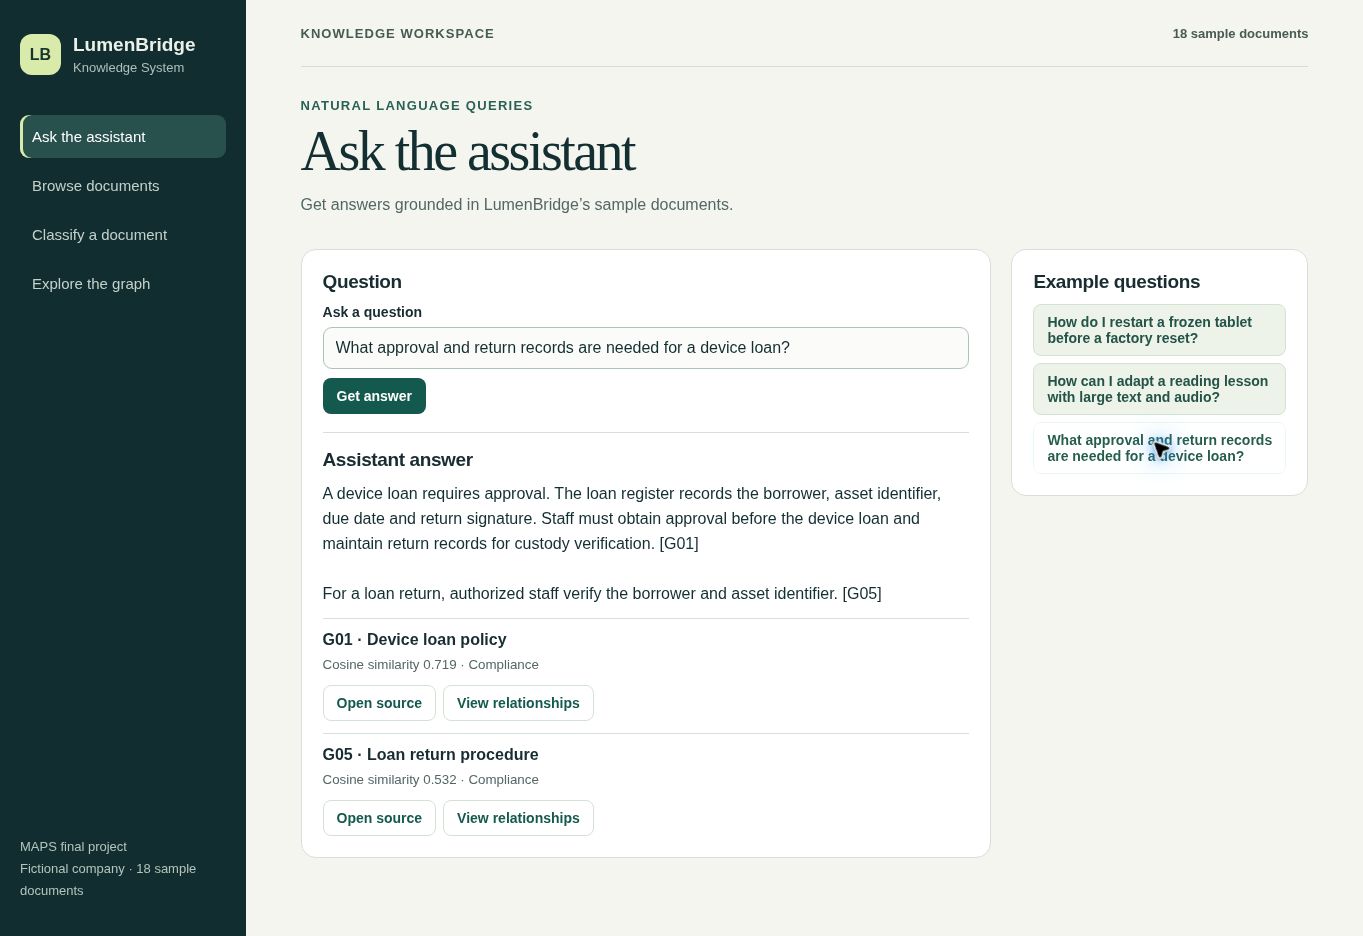 LB
LumenBridge
Knowledge System
Ask the assistant
Browse documents
Classify a document
Explore the graph
MAPS final project
Fictional company · 18 sample
documents
KNOWLEDGE WORKSPACE
18 sample documents
NATURAL LANGUAGE QUERIES
Ask the assistant
Get answers grounded in LumenBridge’s sample documents.
Question
Ask a question
What approval and return records are needed for a device loan?
Get answer
Assistant answer
A device loan requires approval. The loan register records the borrower, asset identifier,
due date and return signature. Staff must obtain approval before the device loan and
maintain return records for custody verification. [G01]
For a loan return, authorized staff verify the borrower and asset identifier. [G05]
G01 · Device loan policy
Cosine similarity 0.719 · Compliance
Open source
View relationships
G05 · Loan return procedure
Cosine similarity 0.532 · Compliance
Open source
View relationships
Example questions
How do I restart a frozen tablet
before a factory reset?
How can I adapt a reading lesson
with large text and audio?
What approval and return records
are needed for a device loan?